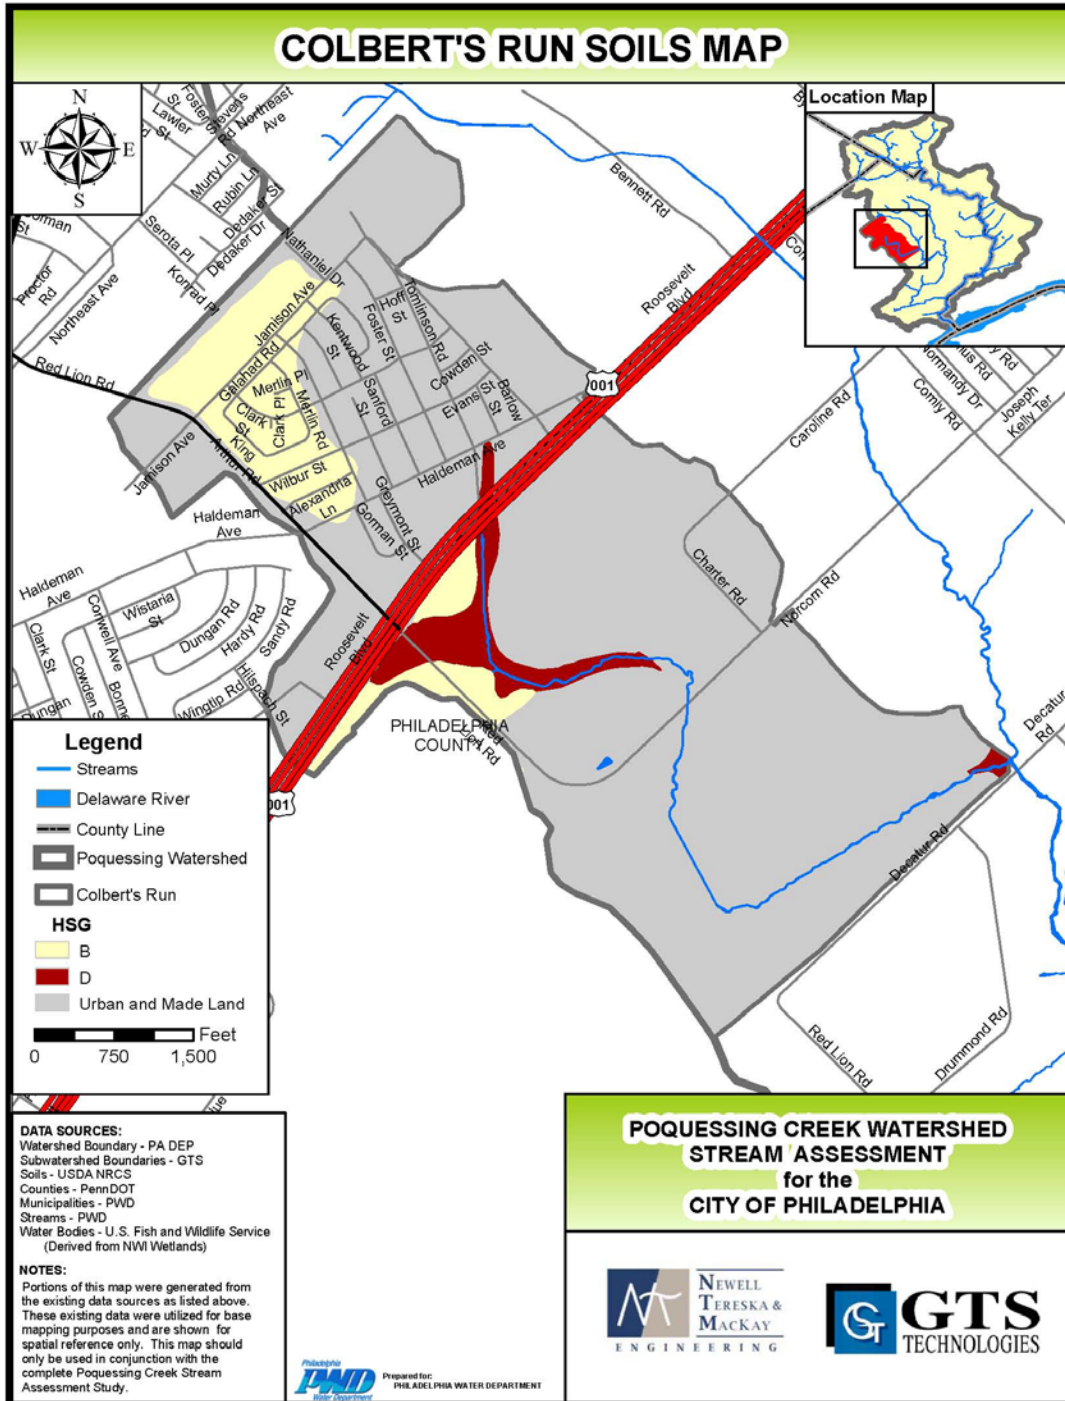 COLBERT'S RUN SOILS MAP
N
W E
S
Location Map
Foster St
Stevens Rd
Northeast Ave
Lawler St
Murty Ln
Rubin Ln
Dedaker St
Dedaker Dr
Serota Pl
Konrad Pl
Proctor Rd
Northeast Ave
Red Lion Rd
Nathaniel Dr
Bennett Rd
Roosevelt Blvd
001
Jamison Ave
Galahad Rd
Merlin Pl
Clark St
Clark Pl
King Arthur Rd
Merlin Rd
Kentwood St
Foster St
Hoff St
Tomlinson Rd
Cowden St
Evans St
Barlow St
Sanford St
Haldeman Ave
Wilbur St
Alexandria Ln
Greymont St
Gorman St
Jamison Ave
Haldeman Ave
Haldeman Ave
Wistaria St
Dungan Rd
Hardy Rd
Sandy Rd
Conwell Ave
Clark St
Cowden S
Bonne
Dungan
Wingtip Rd
Hilspach St
Roosevelt Blvd
Caroline Rd
Comly Rd
Normandy Dr
Joseph Kelly Ter
Charter Rd
Norcom Rd
Decatur Rd
Decatur Rd
Red Lion Rd
PHILADELPHIA
COUNTY
001
Red Lion Rd
Drummond Rd
Legend
Streams
Delaware River
County Line
Poquessing Watershed
Colbert's Run
HSG
B
D
Urban and Made Land
Feet
0 750 1,500
DATA SOURCES:
Watershed Boundary - PA DEP
Subwatershed Boundaries - GTS
Soils - USDA NRCS
Counties - PennDOT
Municipalities - PWD
Streams - PWD
Water Bodies - U.S. Fish and Wildlife Service
(Derived from NWI Wetlands)
NOTES:
Portions of this map were generated from
the existing data sources as listed above.
These existing data were utilized for base
mapping purposes and are shown for
spatial reference only. This map should
only be used in conjunction with the
complete Poquessing Creek Stream
Assessment Study.
Philadelphia
PWD
Water Department
Prepared for:
PHILADELPHIA WATER DEPARTMENT
POQUESSING CREEK WATERSHED
STREAM ASSESSMENT
for the
CITY OF PHILADELPHIA
NEWELL
TERESKA &
MACKAY
ENGINEERING
GTS
TECHNOLOGIES